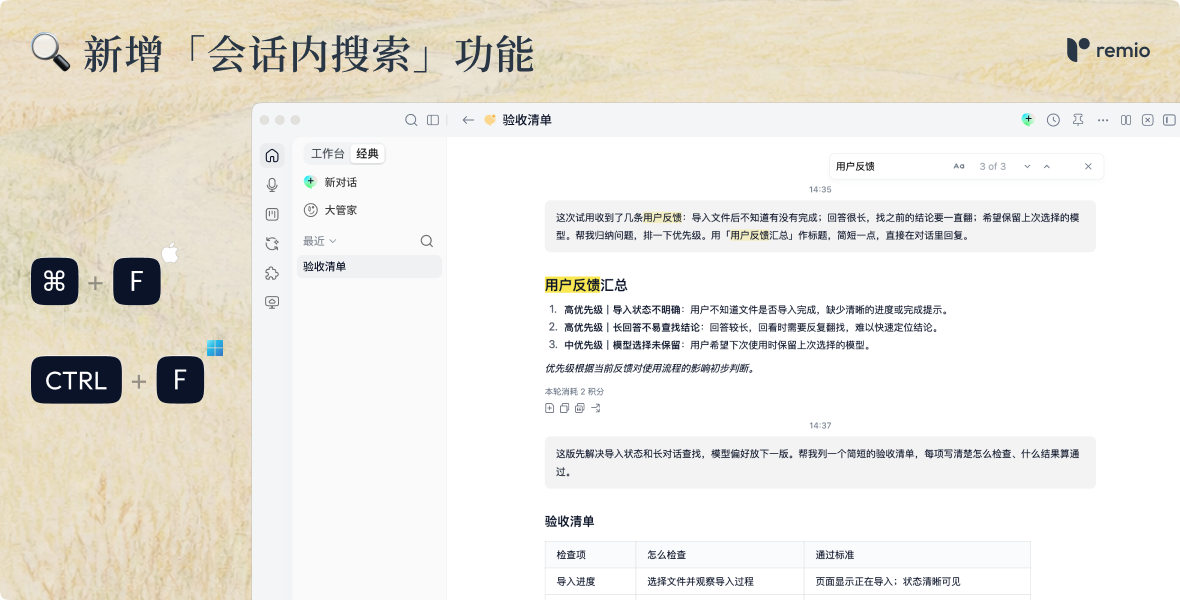 新增「会话内搜索」功能
remio
验收清单
工作台 经典
用户反馈 Aa 3 of 3
新对话
14:35
大管家
这次试用收到了几条用户反馈：导入文件后不知道有没有完成；回答很长，找之前的结论要一直翻；希望保留上次选择的模
型。帮我归纳问题，排一下优先级。用「用户反馈汇总」作标题，简短一点，直接在对话里回复。
最近
验收清单
⌘ + F
CTRL + F
用户反馈汇总
1. 高优先级｜导入状态不明确：用户不知道文件是否导入完成，缺少清晰的进度或完成提示。
2. 高优先级｜长回答不易查找结论：回答较长，回看时需要反复翻找，难以快速定位结论。
3. 中优先级｜模型选择未保留：用户希望下次使用时保留上次选择的模型。
优先级根据当前反馈对使用流程的影响初步判断。
本轮消耗 2 积分
14:37
这版先解决导入状态和长对话查找，模型偏好放下一版。帮我列一个简短的验收清单，每项写清楚怎么检查、什么结果算通
过。
验收清单
检查项 怎么检查 通过标准
导入进度 选择文件并观察导入过程 页面显示正在导入；状态清晰可见